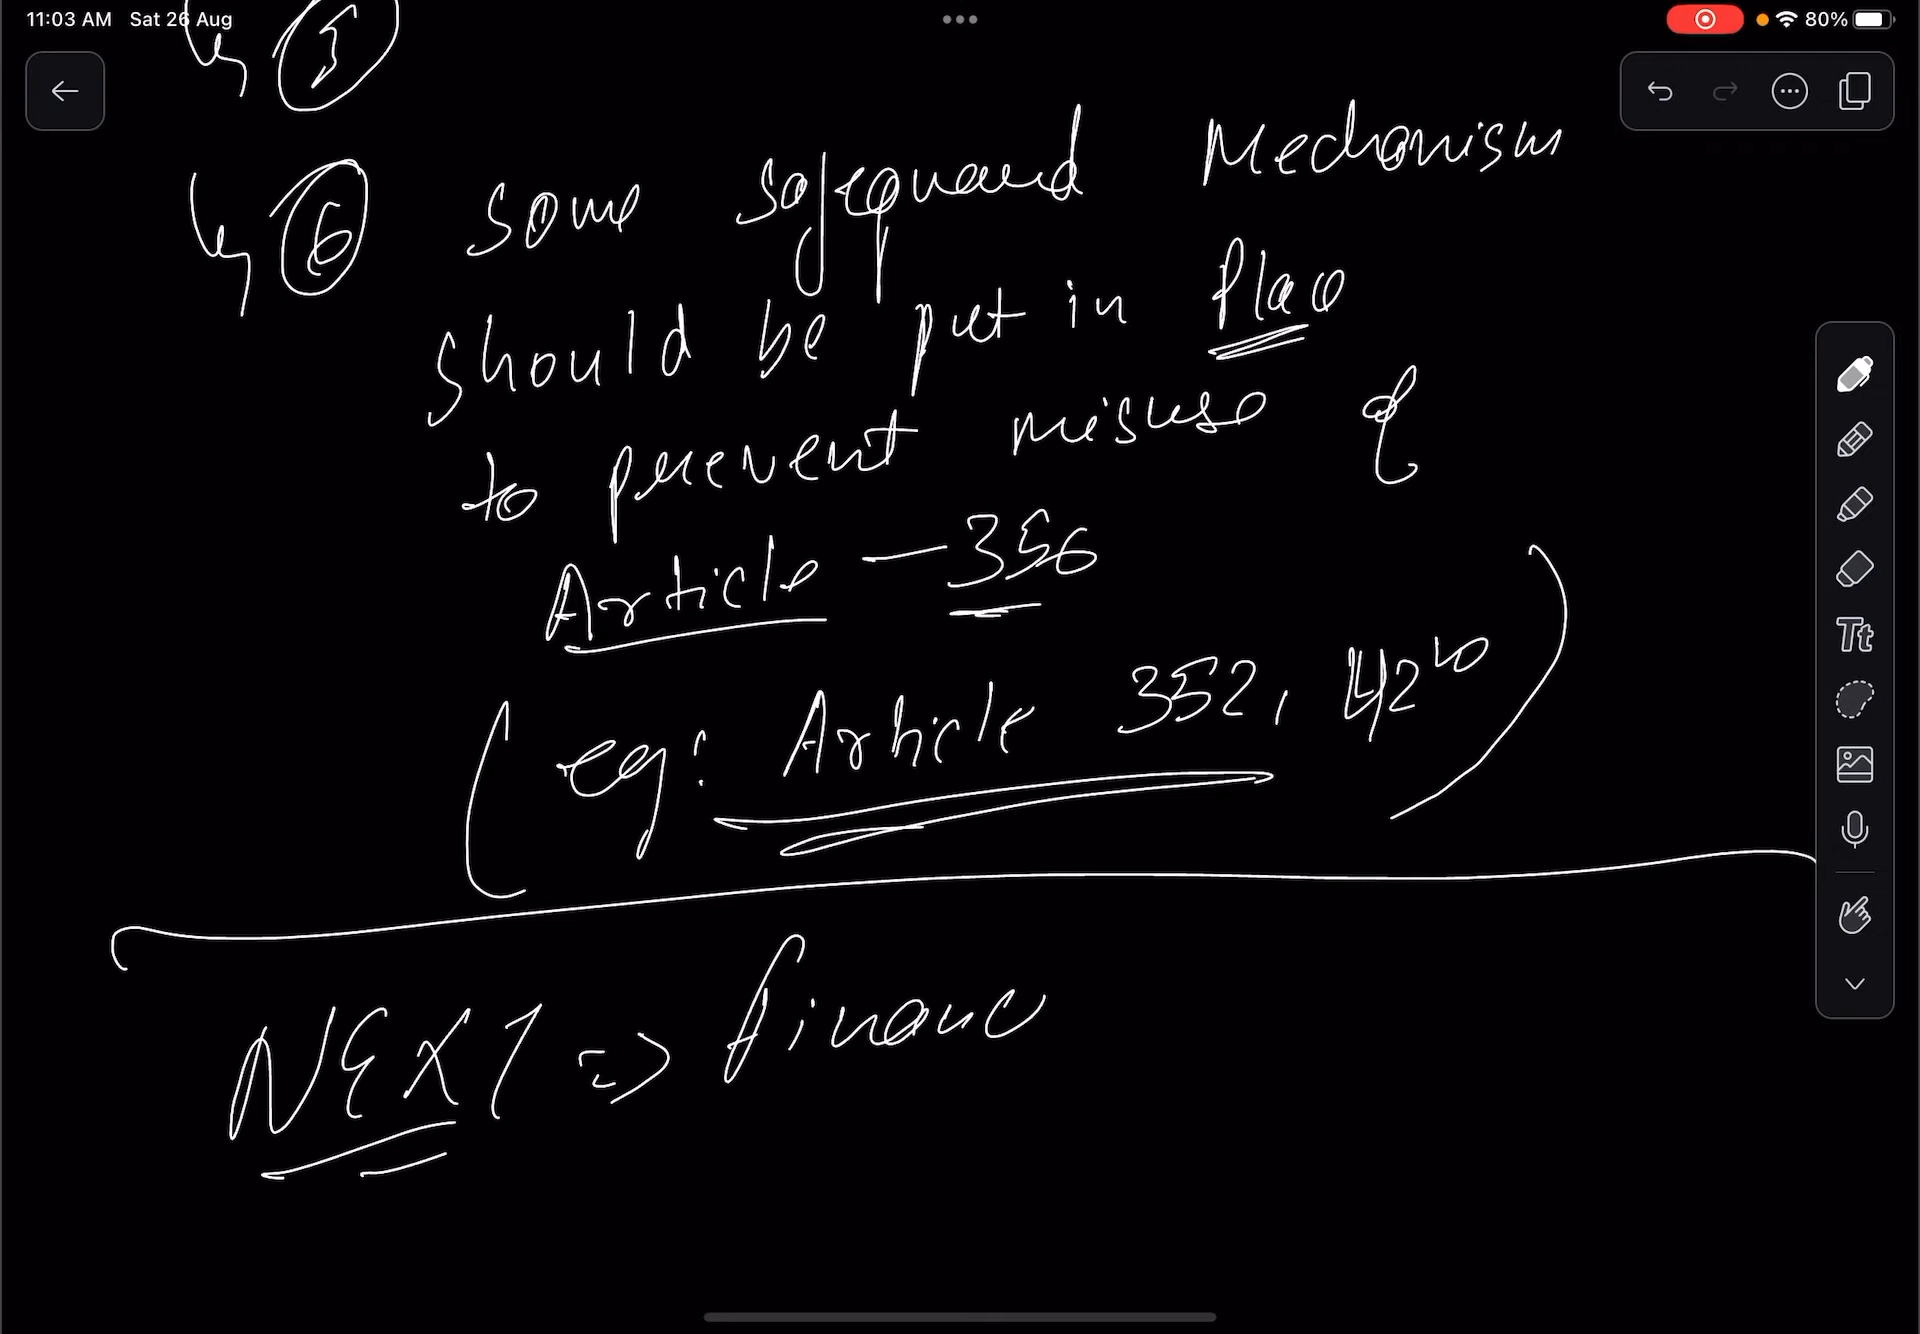 11:03 AM Sat 26 Aug
80%
5
6 some safeguard Mechanism
should be put in Place
to prevent misuse of
Article - 356
(eg: Article 352,
Tt
NEXT => Finance